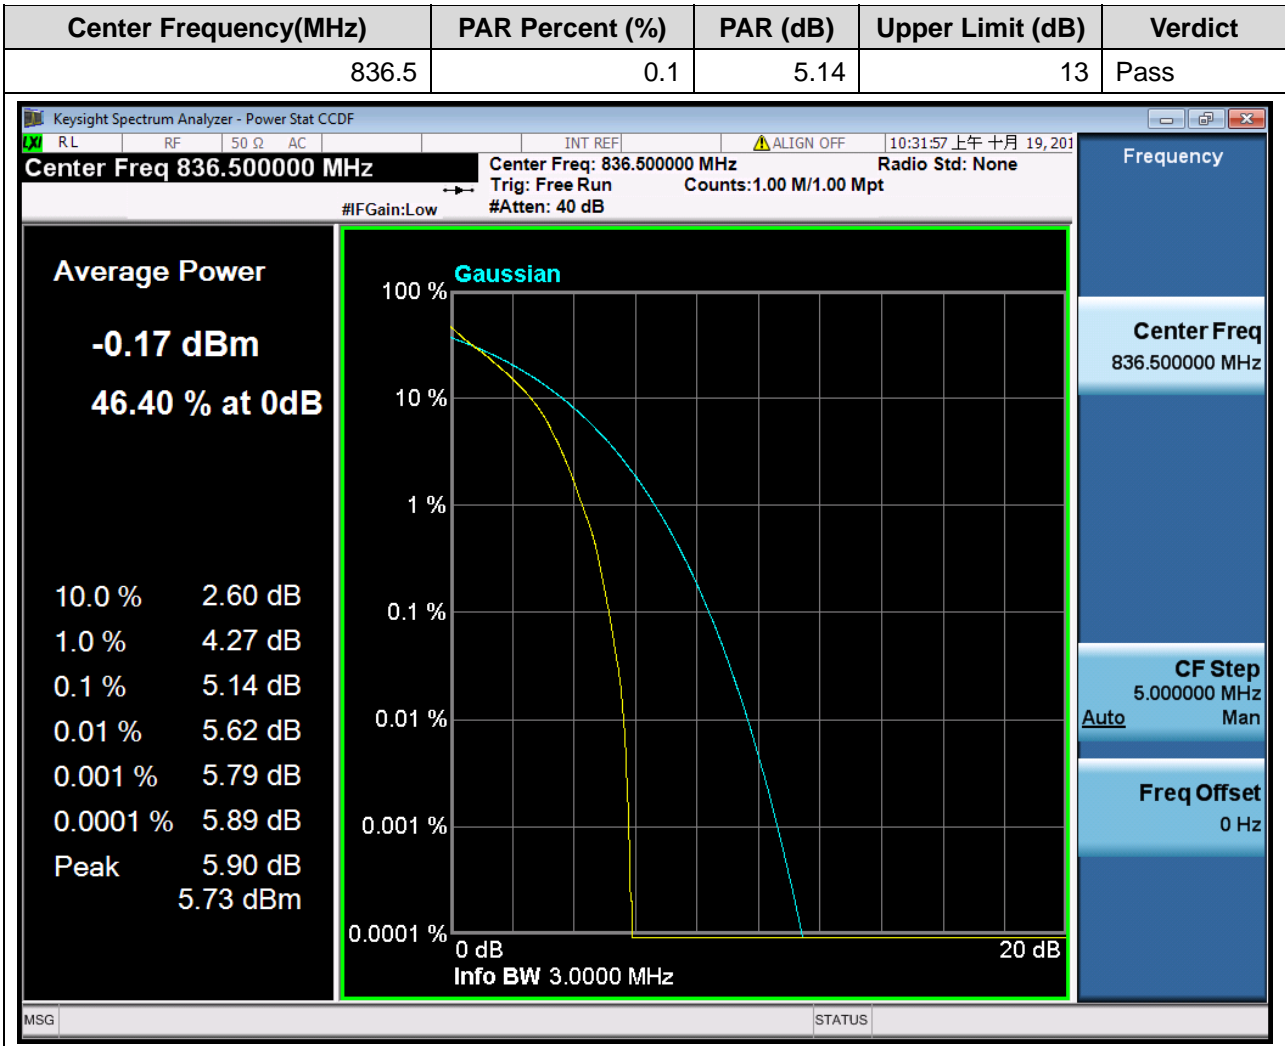 Center Frequency(MHz) PAR Percent (%) PAR (dB) Upper Limit (dB) Verdict
836.5 0.1 5.14 13 Pass
Keysight Spectrum Analyzer - Power Stat CCDF
LXI RL RF 50 Ω AC INT REF ALIGN OFF 10:31:57 上午 十月 19, 201
Center Freq 836.500000 MHz
Center Freq: 836.500000 MHz Radio Std: None
Trig: Free Run Counts:1.00 M/1.00 Mpt
#IFGain:Low #Atten: 40 dB
Frequency
Average Power
-0.17 dBm
46.40 % at 0dB
10.0 % 2.60 dB
1.0 % 4.27 dB
0.1 % 5.14 dB
0.01 % 5.62 dB
0.001 % 5.79 dB
0.0001 % 5.89 dB
Peak 5.90 dB
5.73 dBm
Gaussian
100 %
10 %
1 %
0.1 %
0.01 %
0.001 %
0.0001 %
0 dB 20 dB
Info BW 3.0000 MHz
Center Freq
836.500000 MHz
CF Step
5.000000 MHz
Auto Man
Freq Offset
0 Hz
MSG STATUS